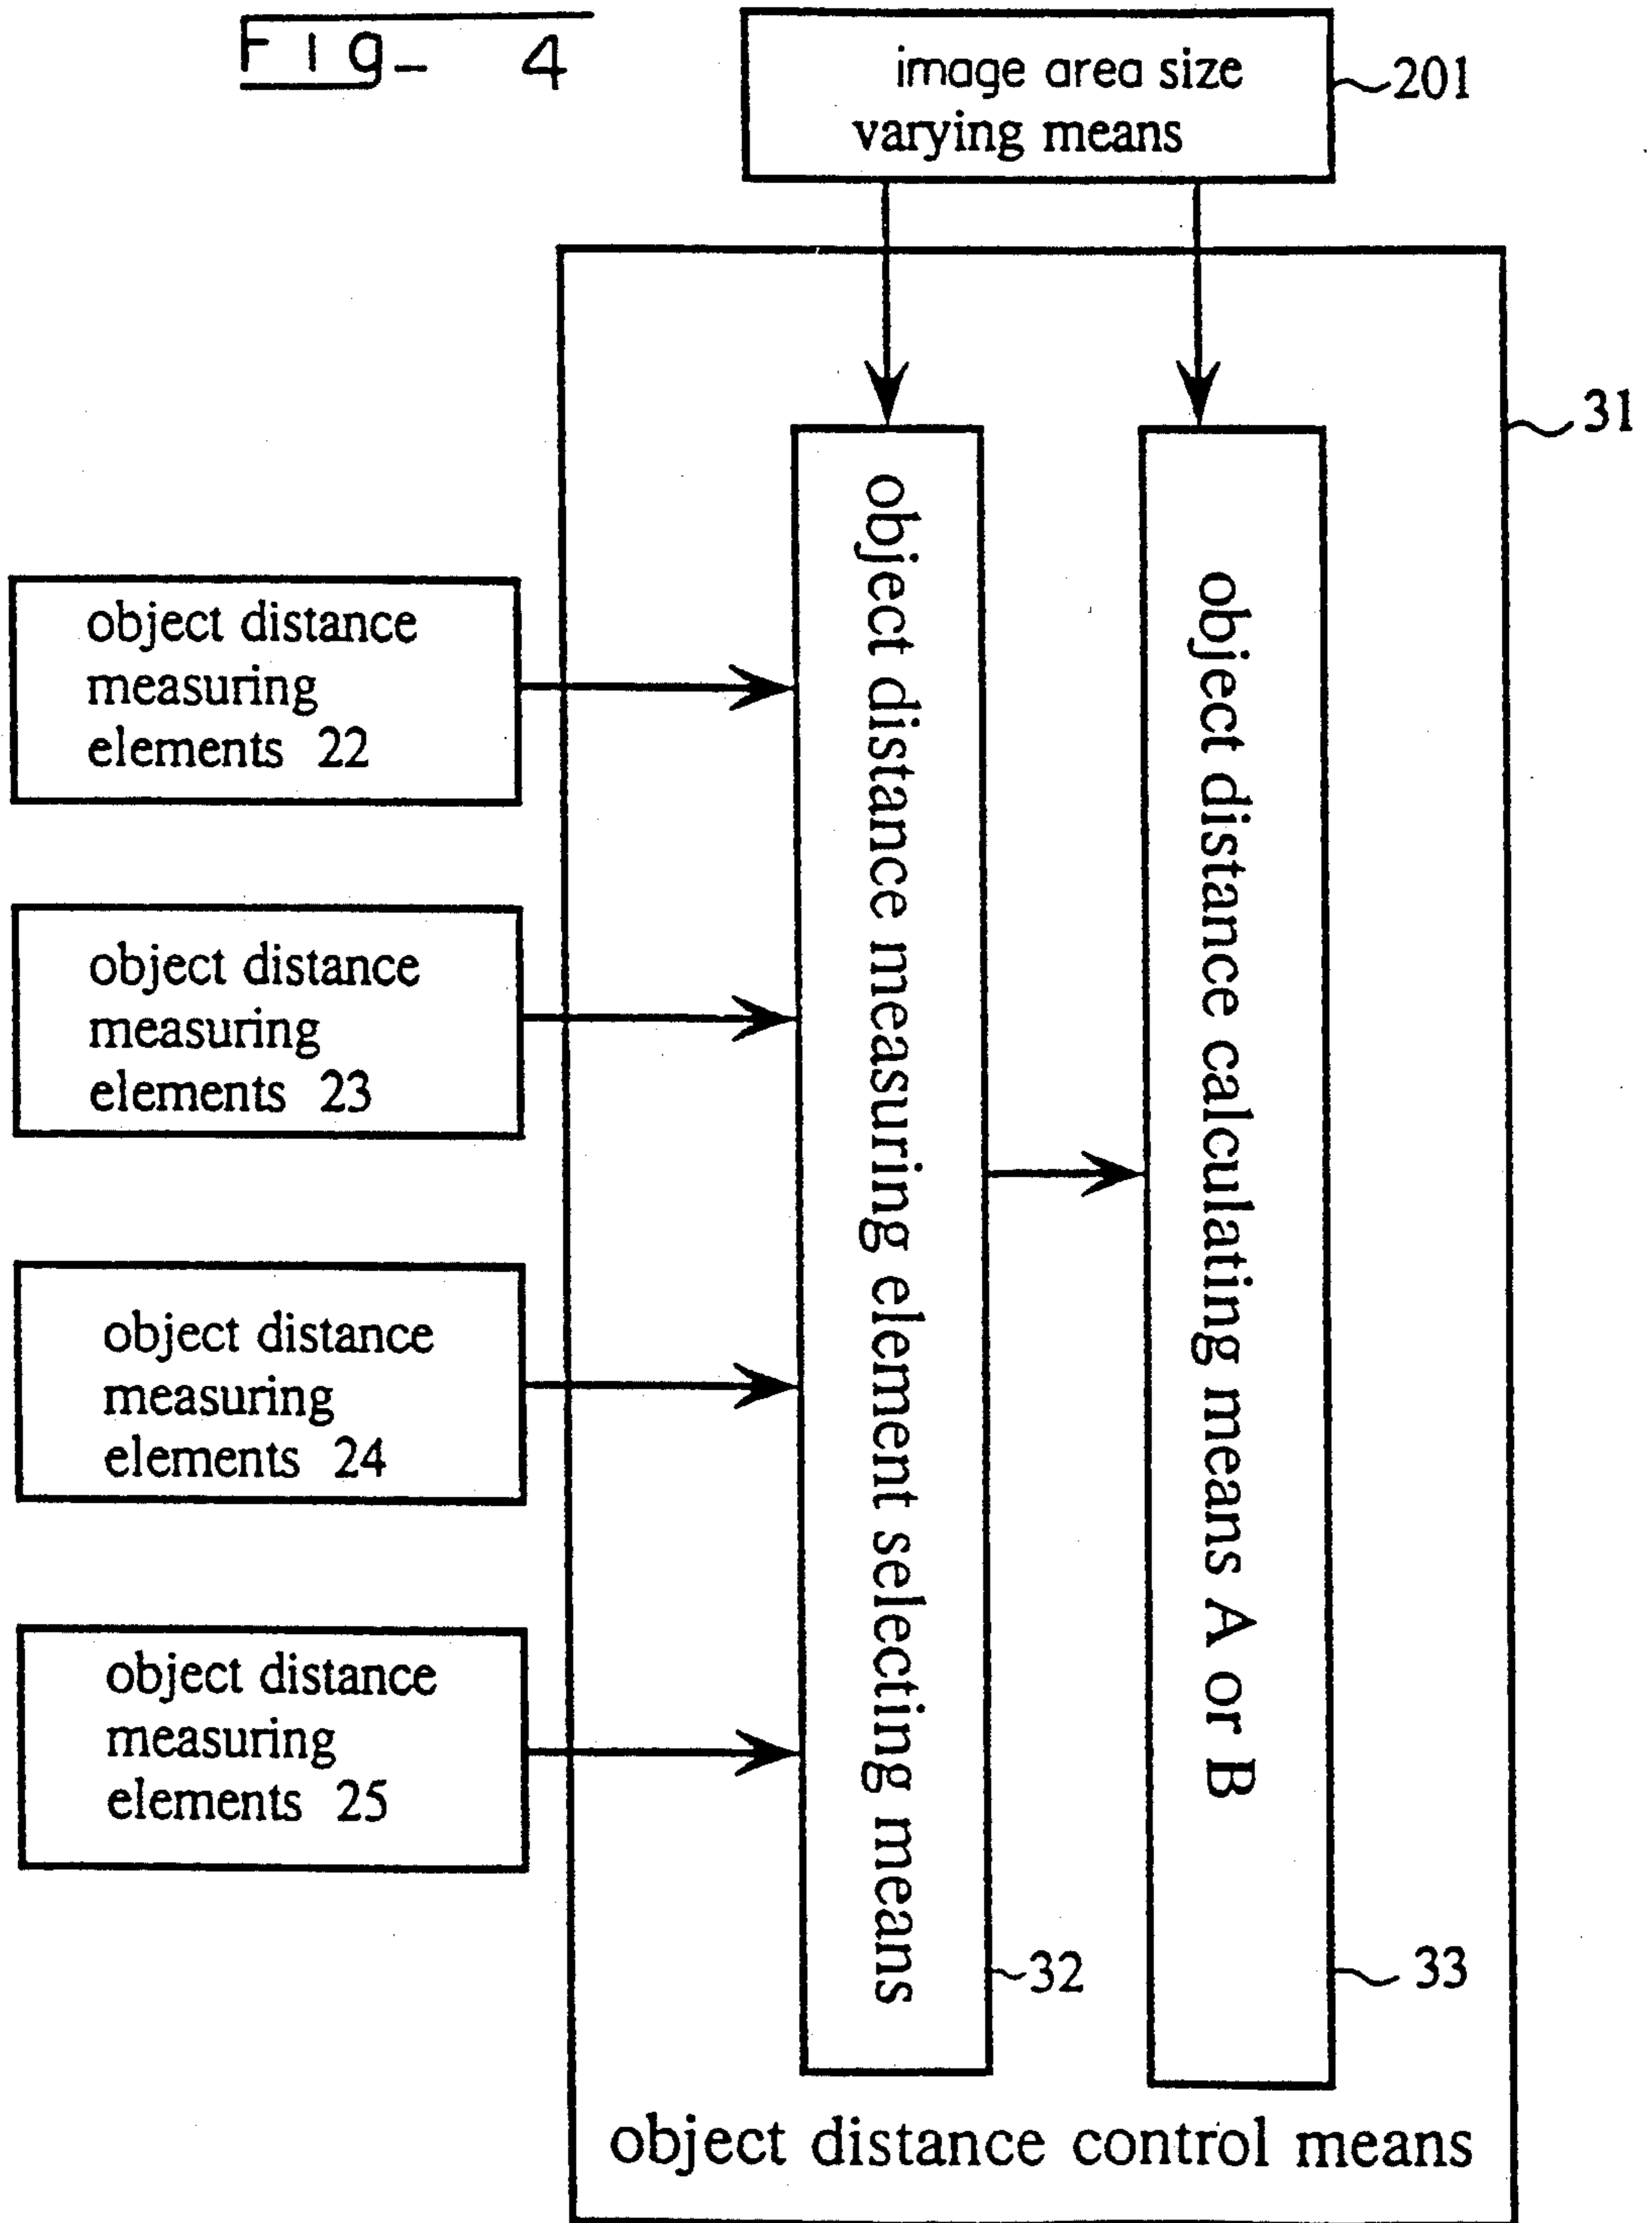 Fig_ 4
image area size
varying means
201
31
object distance
measuring
elements 22
object distance
measuring
elements 23
object distance
measuring
elements 24
object distance
measuring
elements 25
object distance measuring element selecting means
32
object distance calculating means A or B
33
object distance control means